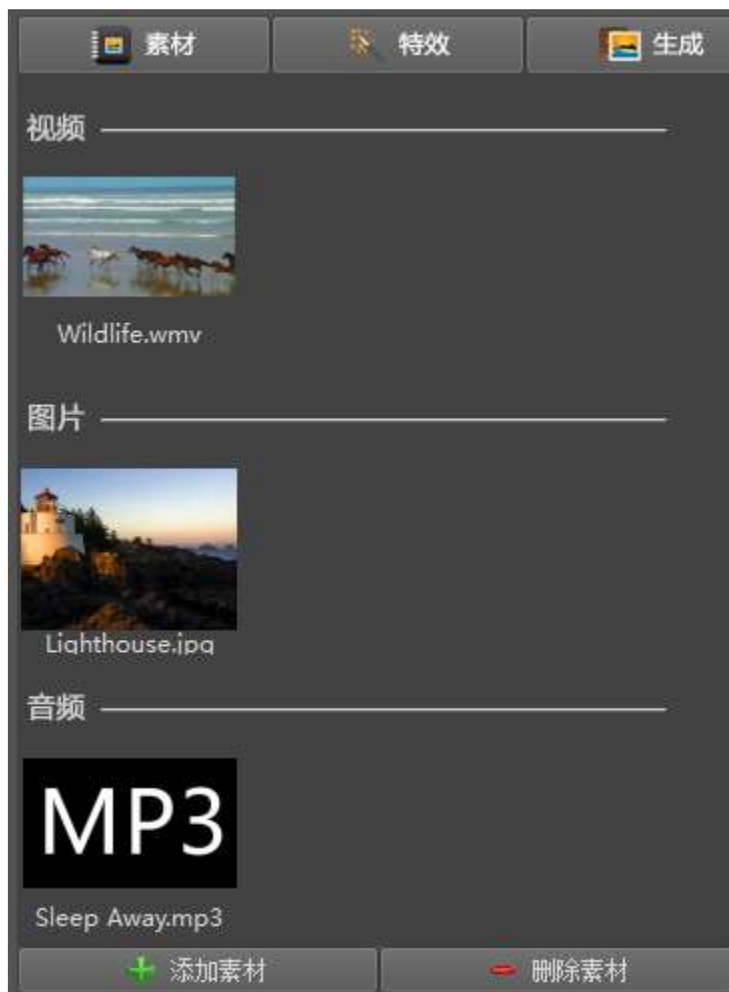 素材 特效 生成
视频
Wildlife.wmv
图片
Lighthouse.jpg
音频
MP3
Sleep Away.mp3
添加素材 删除素材